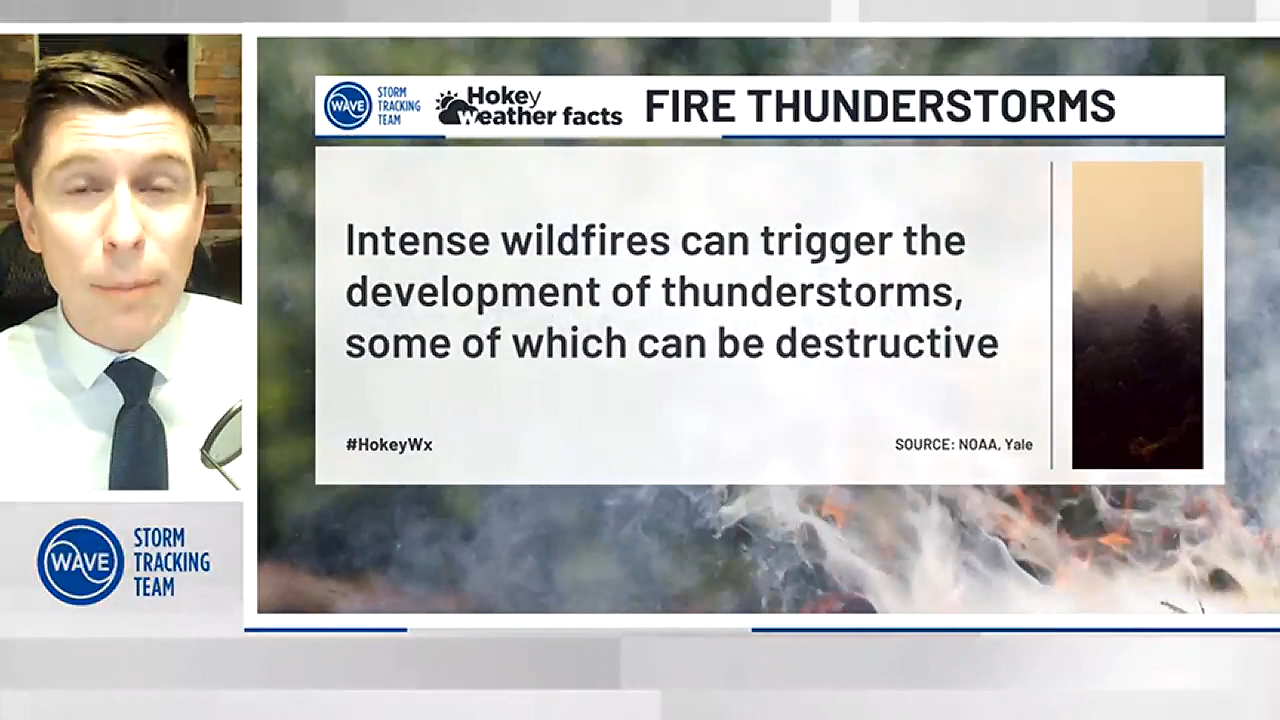 WAVE
STORM
TRACKING
TEAM
Hokey
Weather facts
FIRE THUNDERSTORMS
Intense wildfires can trigger the
development of thunderstorms,
some of which can be destructive
#HokeyWx
SOURCE: NOAA, Yale
WAVE
STORM
TRACKING
TEAM